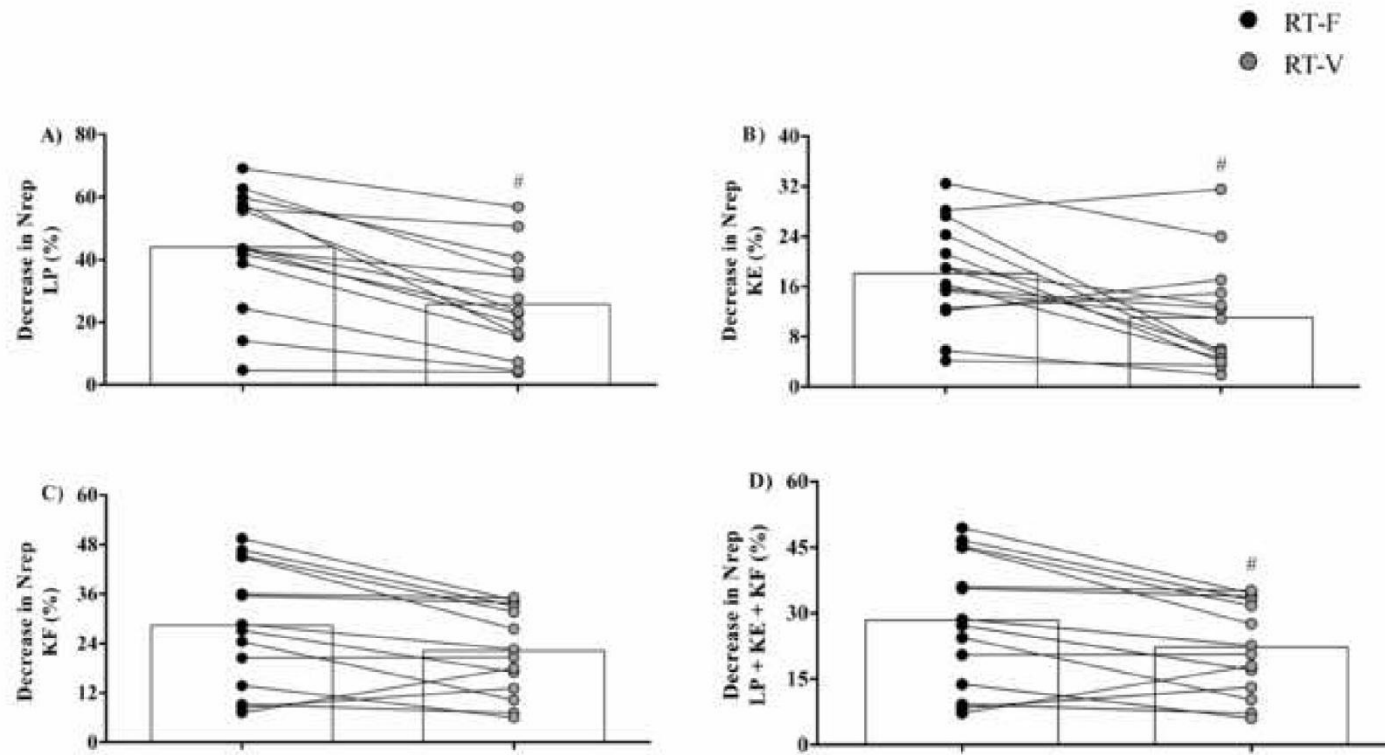 RT-F
RT-V
A)
80
60
40
20
0
Decrease in Nrep
LP (%)
#
B)
40
32
24
16
8
0
Decrease in Nrep
KE (%)
#
C)
60
48
36
24
12
0
Decrease in Nrep
KF (%)
D)
60
45
30
15
0
Decrease in Nrep
LP + KE + KF (%)
#